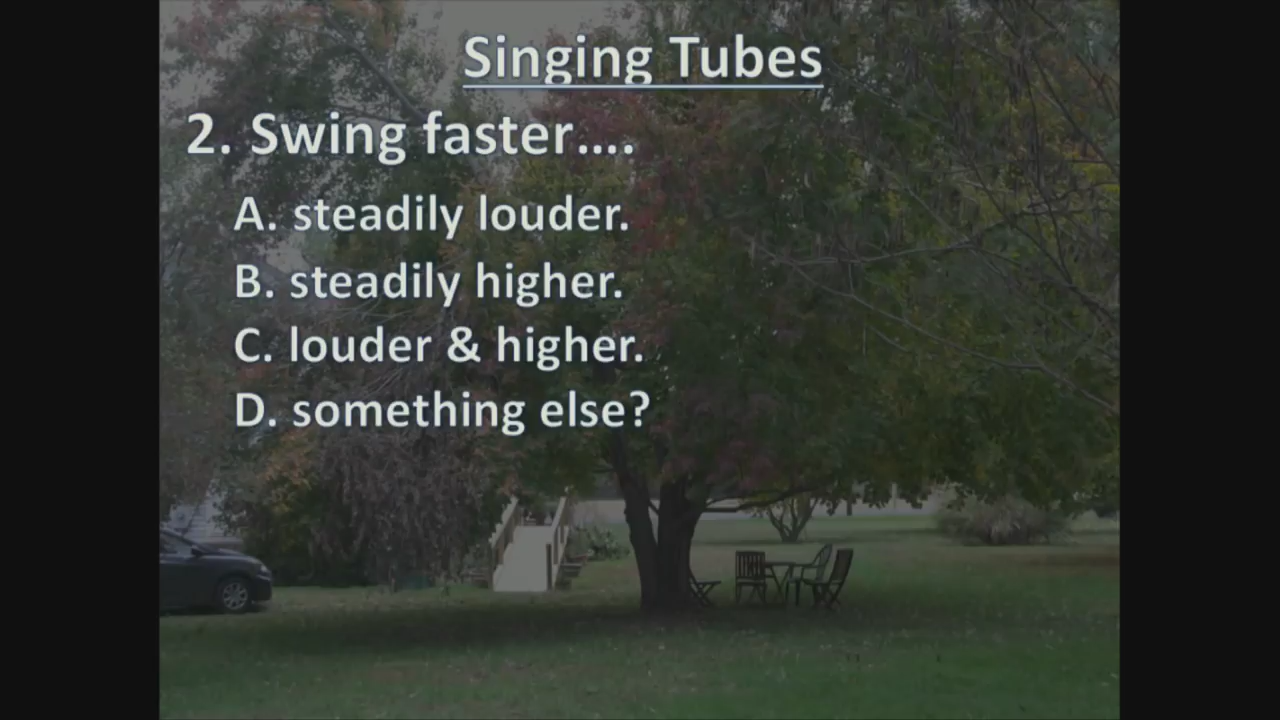 Singing Tubes
2. Swing faster....
A. steadily louder.
B. steadily higher.
C. louder & higher.
D. something else?